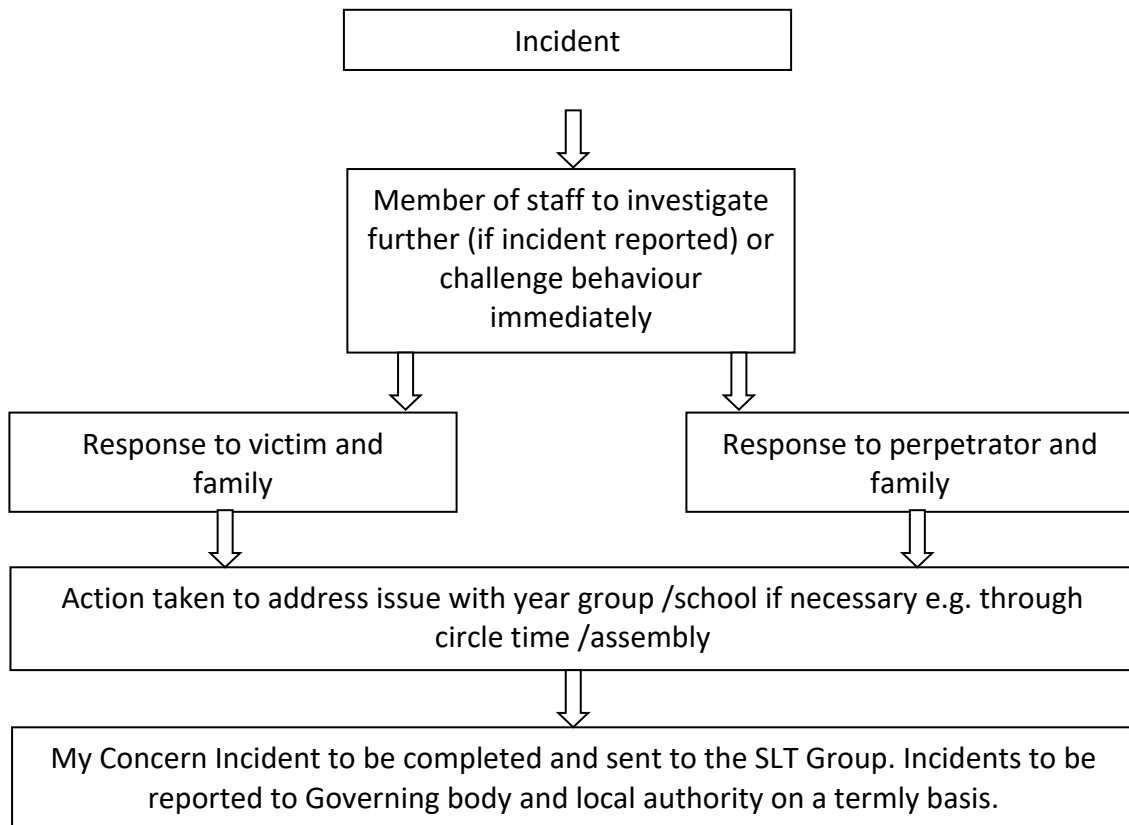 Incident
Member of staff to investigate
further (if incident reported) or
challenge behaviour
immediately
Response to victim and
family
Response to perpetrator and
family
Action taken to address issue with year group /school if necessary e.g. through
circle time /assembly
My Concern Incident to be completed and sent to the SLT Group. Incidents to be
reported to Governing body and local authority on a termly basis.